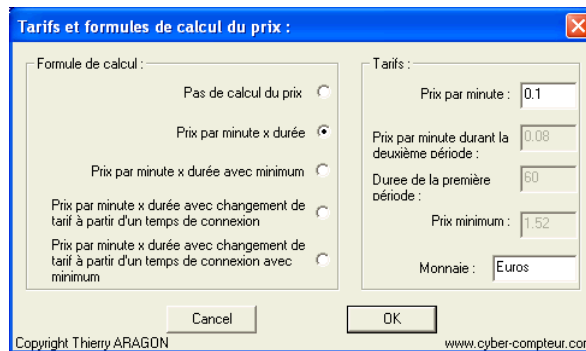 Tarifs et formules de calcul du prix :
Formule de calcul :
Pas de calcul du prix
Prix par minute x durée
Prix par minute x durée avec minimum
Prix par minute x durée avec changement de
tarif à partir d'un temps de connexion
Prix par minute x durée avec changement de
tarif à partir d'un temps de connexion avec
minimum
Tarifs :
Prix par minute :
0.1
Prix par minute durant la
deuxième période :
0.08
Duree de la première
période :
60
Prix minimum :
1.52
Monnaie :
Euros
Cancel
OK
Copyright Thierry ARAGON
www.cyber-compteur.com